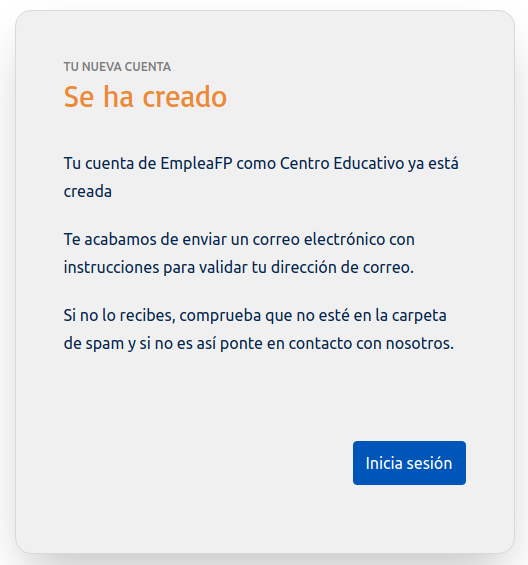 TU NUEVA CUENTA
Se ha creado
Tu cuenta de EmpleaFP como Centro Educativo ya está
creada
Te acabamos de enviar un correo electrónico con
instrucciones para validar tu dirección de correo.
Si no lo recibes, comprueba que no esté en la carpeta
de spam y si no es así ponte en contacto con nosotros.
Inicia sesión